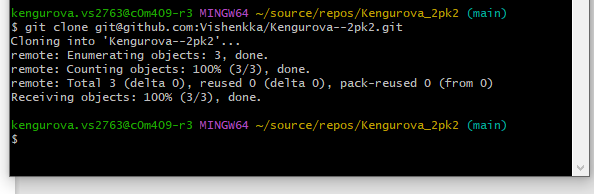 kengurova.vs2763@c0m409-r3 MINGW64 ~/source/repos/Kengurova_2pk2 (main)
$ git clone git@github.com:Vishenkka/Kengurova--2pk2.git
Cloning into 'Kengurova--2pk2'...
remote: Enumerating objects: 3, done.
remote: Counting objects: 100% (3/3), done.
remote: Total 3 (delta 0), reused 0 (delta 0), pack-reused 0 (from 0)
Receiving objects: 100% (3/3), done.
kengurova.vs2763@c0m409-r3 MINGW64 ~/source/repos/Kengurova_2pk2 (main)
$